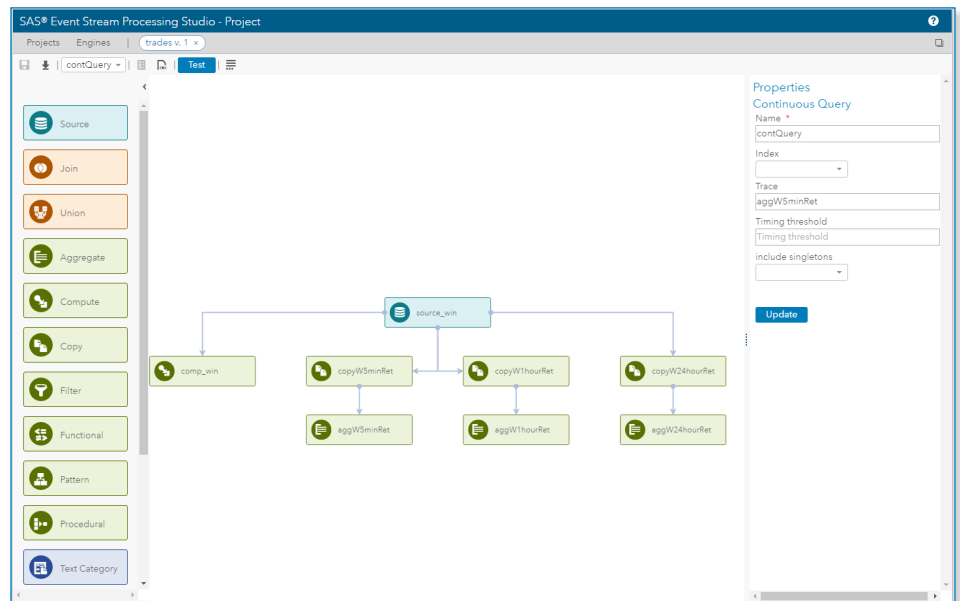 SAS® Event Stream Processing Studio - Project
?
Projects Engines | trades v. 1 ×
contQuery Test
Source
Join
Union
Aggregate
Compute
Copy
Filter
Functional
Pattern
Procedural
Text Category
source_win
comp_win copyW5minRet copyW1hourRet copyW24hourRet
aggW5minRet aggW1hourRet aggW24hourRet
Properties
Continuous Query
Name *
contQuery
Index
Trace
aggW5minRet
Timing threshold
Timing threshold
include singletons
Update